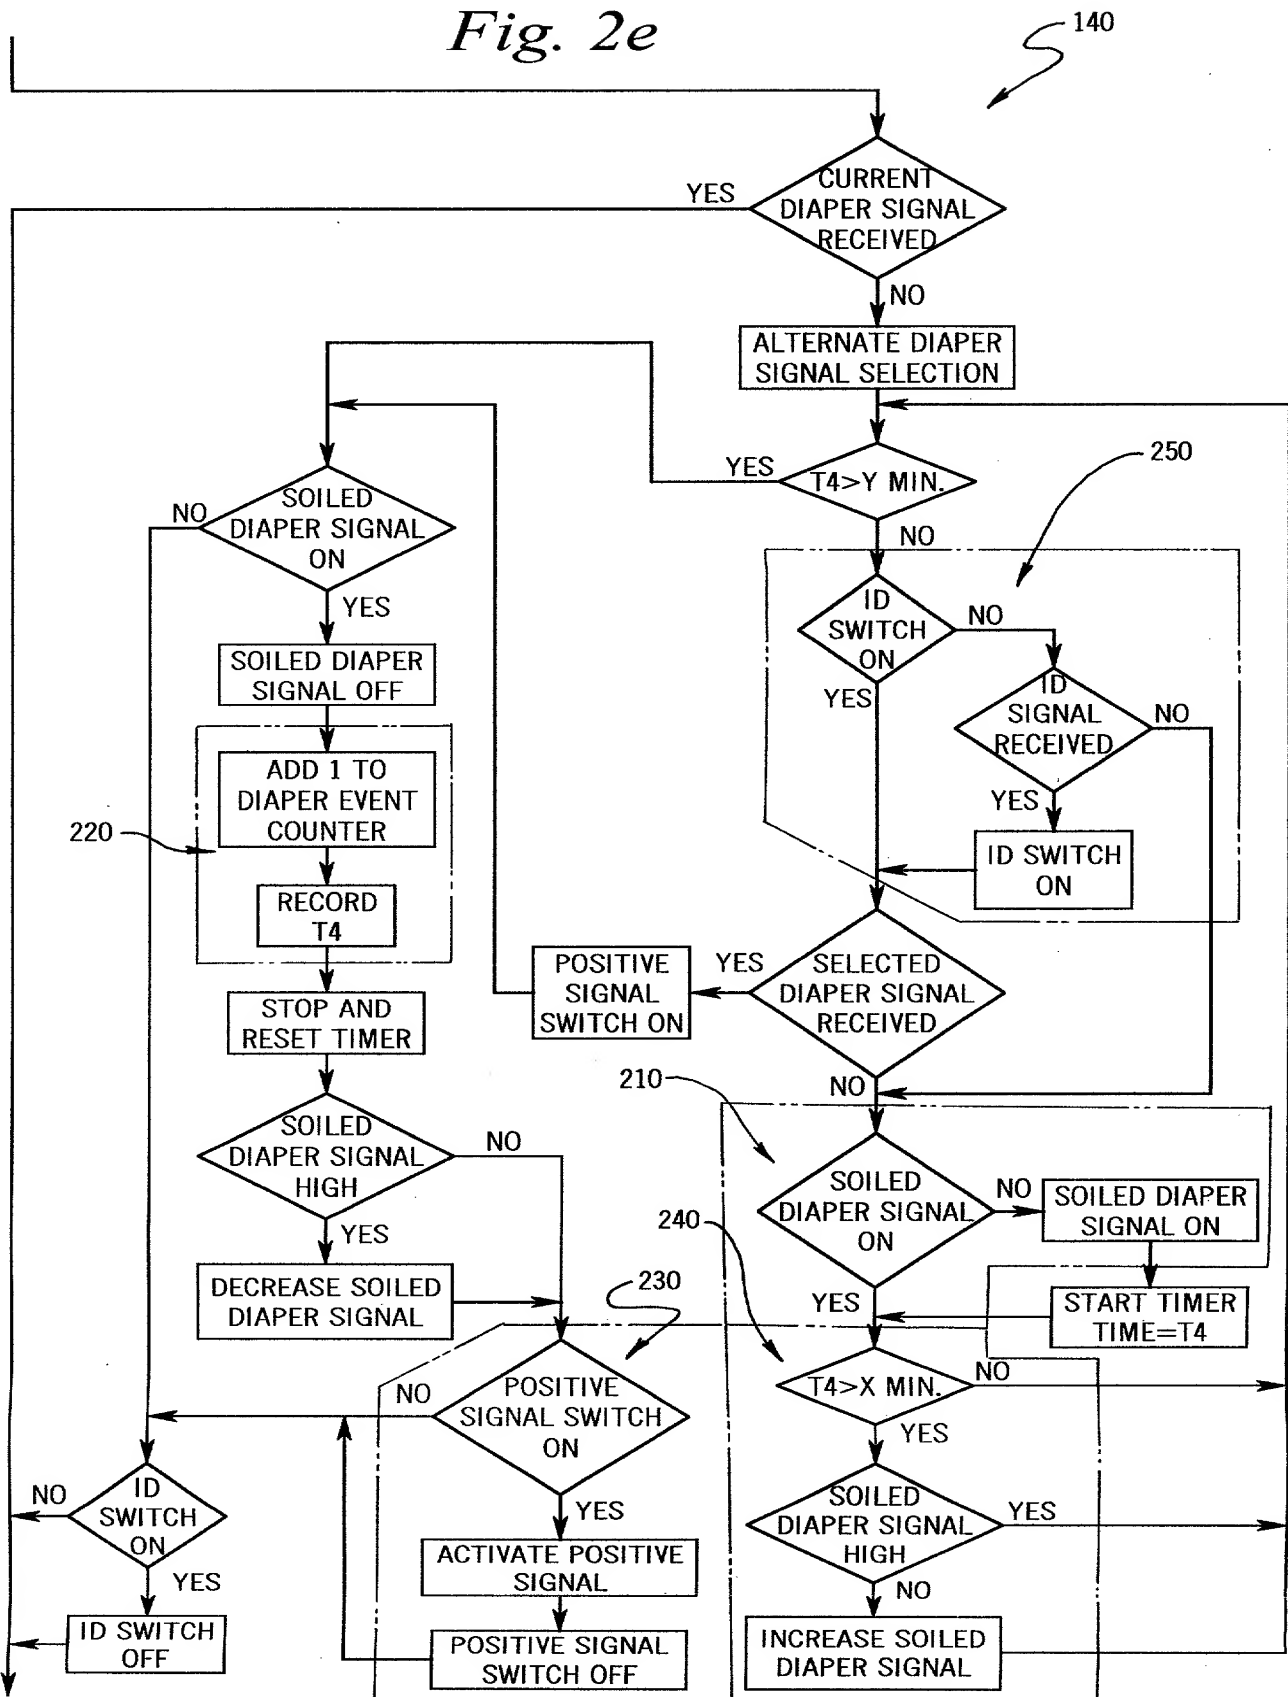 Fig. 2e
140
CURRENT
DIAPER SIGNAL
RECEIVED
YES
NO
ALTERNATE DIAPER
SIGNAL SELECTION
T4>Y MIN.
YES
NO
250
SOILED
DIAPER SIGNAL
ON
NO
YES
ID
SWITCH
ON
NO
YES
ID
SIGNAL
RECEIVED
NO
YES
ID SWITCH
ON
SOILED DIAPER
SIGNAL OFF
ADD 1 TO
DIAPER EVENT
COUNTER
220
RECORD
T4
STOP AND
RESET TIMER
POSITIVE
SIGNAL
SWITCH ON
YES
SELECTED
DIAPER SIGNAL
RECEIVED
NO
210
SOILED
DIAPER SIGNAL
HIGH
NO
YES
DECREASE SOILED
DIAPER SIGNAL
SOILED
DIAPER SIGNAL
ON
NO
SOILED DIAPER
SIGNAL ON
240
YES
START TIMER
TIME=T4
230
T4>X MIN.
NO
YES
POSITIVE
SIGNAL SWITCH
ON
NO
YES
SOILED
DIAPER SIGNAL
HIGH
YES
NO
ID
SWITCH
ON
NO
YES
ACTIVATE POSITIVE
SIGNAL
ID SWITCH
OFF
POSITIVE SIGNAL
SWITCH OFF
INCREASE SOILED
DIAPER SIGNAL